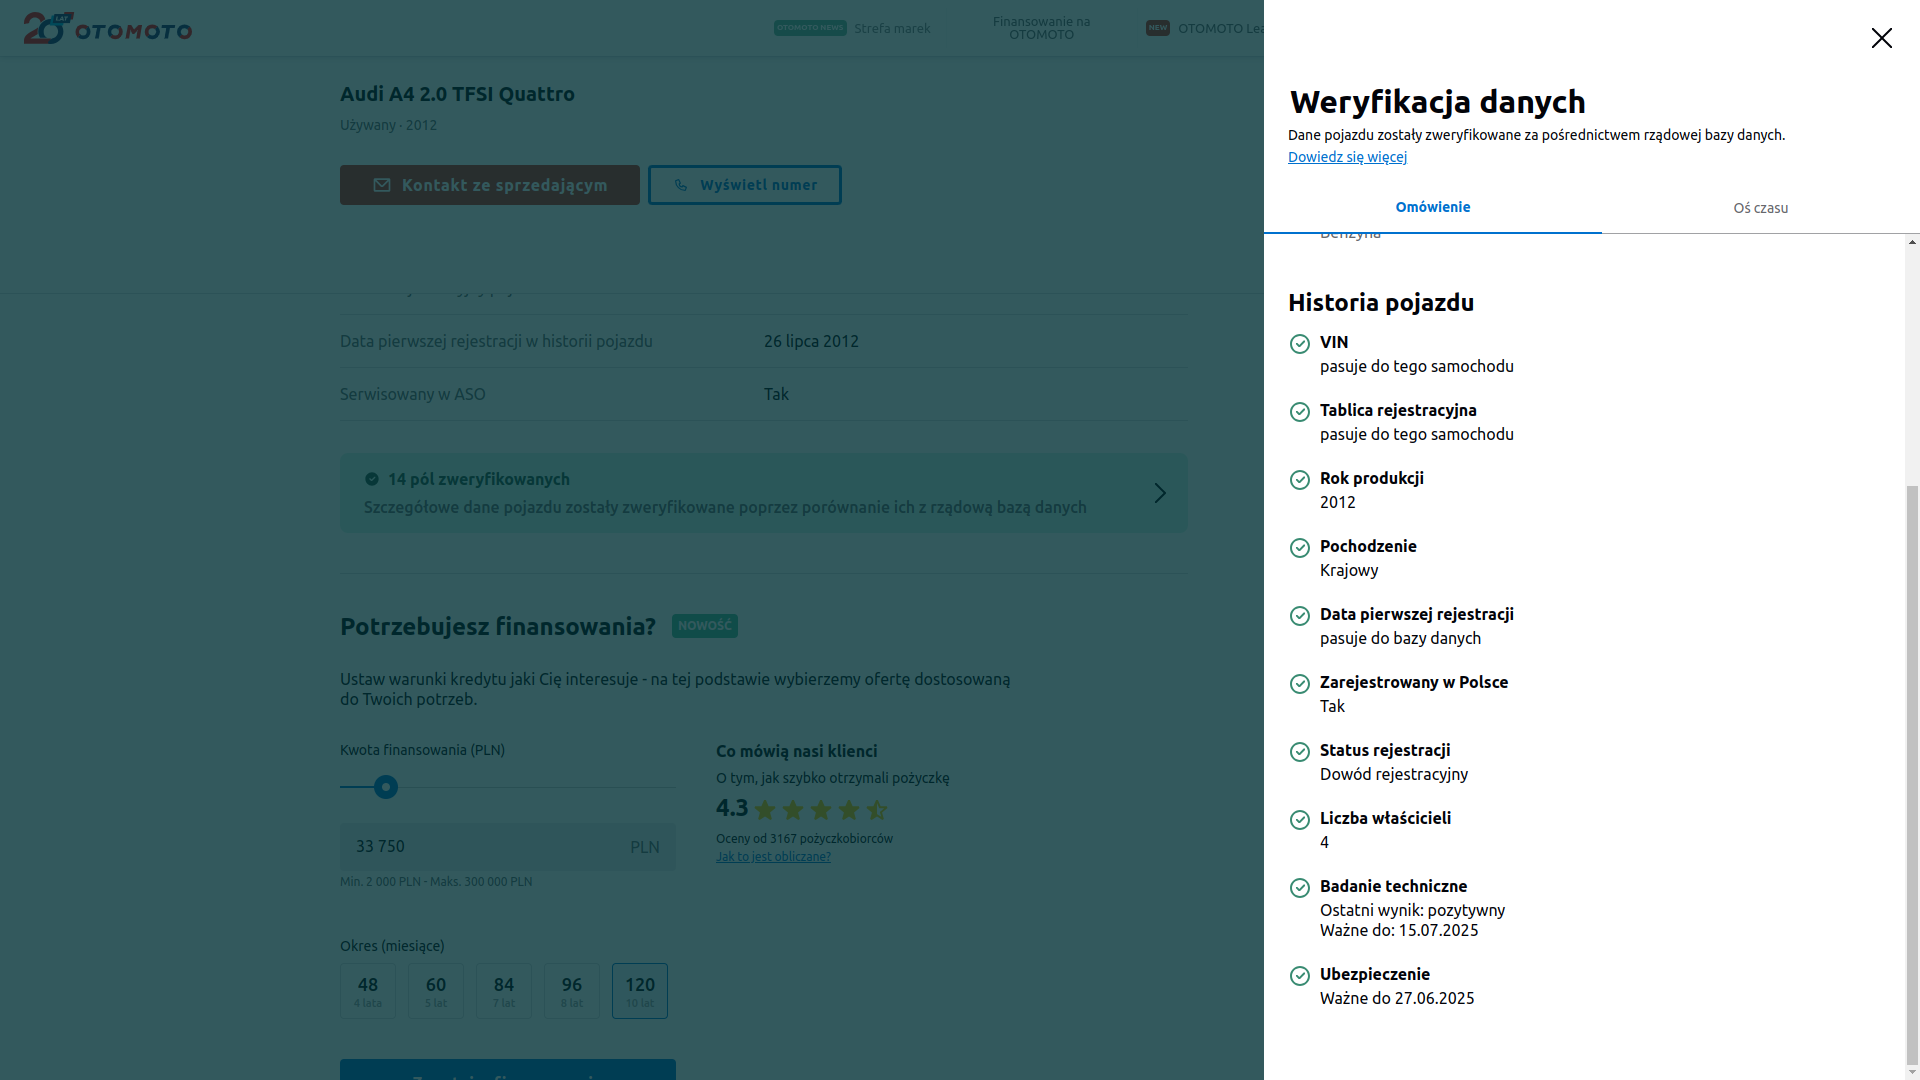 20 LAT OTOMOTO
OTOMOTO NEWS Strefa marek
Finansowanie na
OTOMOTO
NEW OTOMOTO Lea
Audi A4 2.0 TFSI Quattro
Używany · 2012
Kontakt ze sprzedającym
Wyświetl numer
Data pierwszej rejestracji w historii pojazdu 26 lipca 2012
Serwisowany w ASO Tak
14 pól zweryfikowanych
Szczegółowe dane pojazdu zostały zweryfikowane poprzez porównanie ich z rządową bazą danych
Potrzebujesz finansowania? NOWOŚĆ
Ustaw warunki kredytu jaki Cię interesuje - na tej podstawie wybierzemy ofertę dostosowaną
do Twoich potrzeb.
Kwota finansowania (PLN)
33 750 PLN
Min. 2 000 PLN - Maks. 300 000 PLN
Co mówią nasi klienci
O tym, jak szybko otrzymali pożyczkę
4.3
Oceny od 3167 pożyczkobiorców
Jak to jest obliczane?
Okres (miesiące)
48 60 84 96 120
4 lata 5 lat 7 lat 8 lat 10 lat
Weryfikacja danych
Dane pojazdu zostały zweryfikowane za pośrednictwem rządowej bazy danych.
Dowiedz się więcej
Omówienie Oś czasu
Benzyna
Historia pojazdu
VIN
pasuje do tego samochodu
Tablica rejestracyjna
pasuje do tego samochodu
Rok produkcji
2012
Pochodzenie
Krajowy
Data pierwszej rejestracji
pasuje do bazy danych
Zarejestrowany w Polsce
Tak
Status rejestracji
Dowód rejestracyjny
Liczba właścicieli
4
Badanie techniczne
Ostatni wynik: pozytywny
Ważne do: 15.07.2025
Ubezpieczenie
Ważne do 27.06.2025